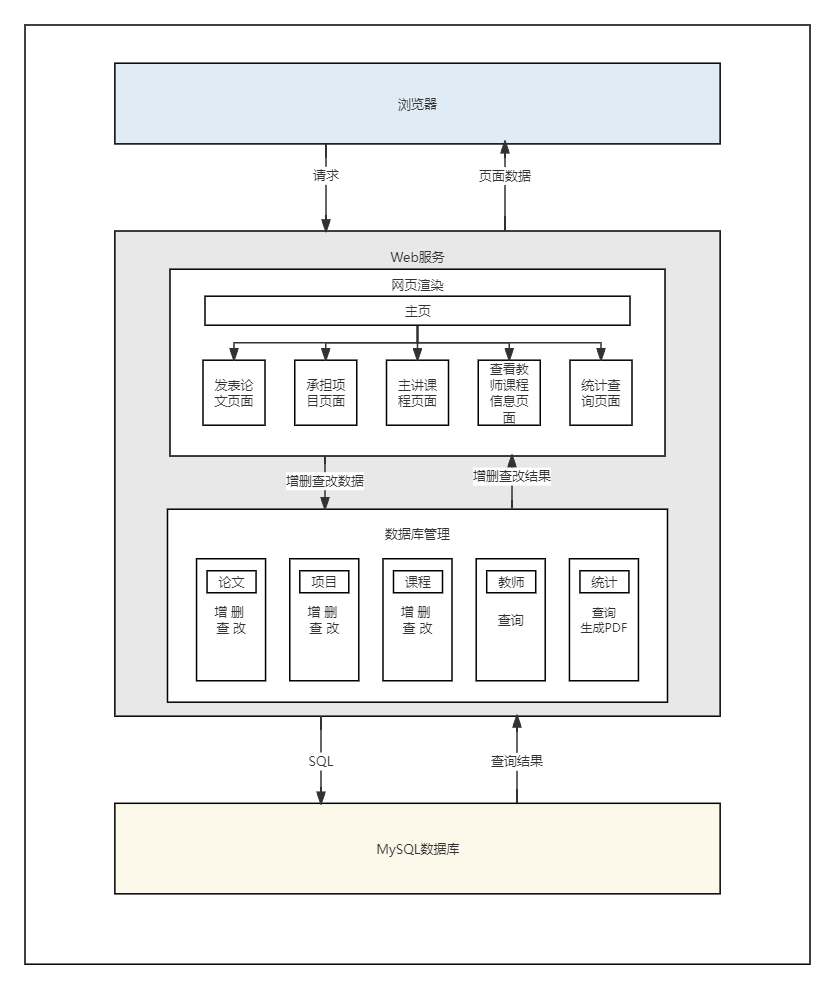 浏览器
请求
页面数据
Web服务
网页渲染
主页
发表论
文页面
承担项
目页面
主讲课
程页面
查看教
师课程
信息页
面
统计查
询页面
增删查改数据
增删查改结果
数据库管理
论文
增 删
查 改
项目
增 删
查 改
课程
增 删
查 改
教师
查询
统计
查询
生成PDF
SQL
查询结果
MySQL数据库